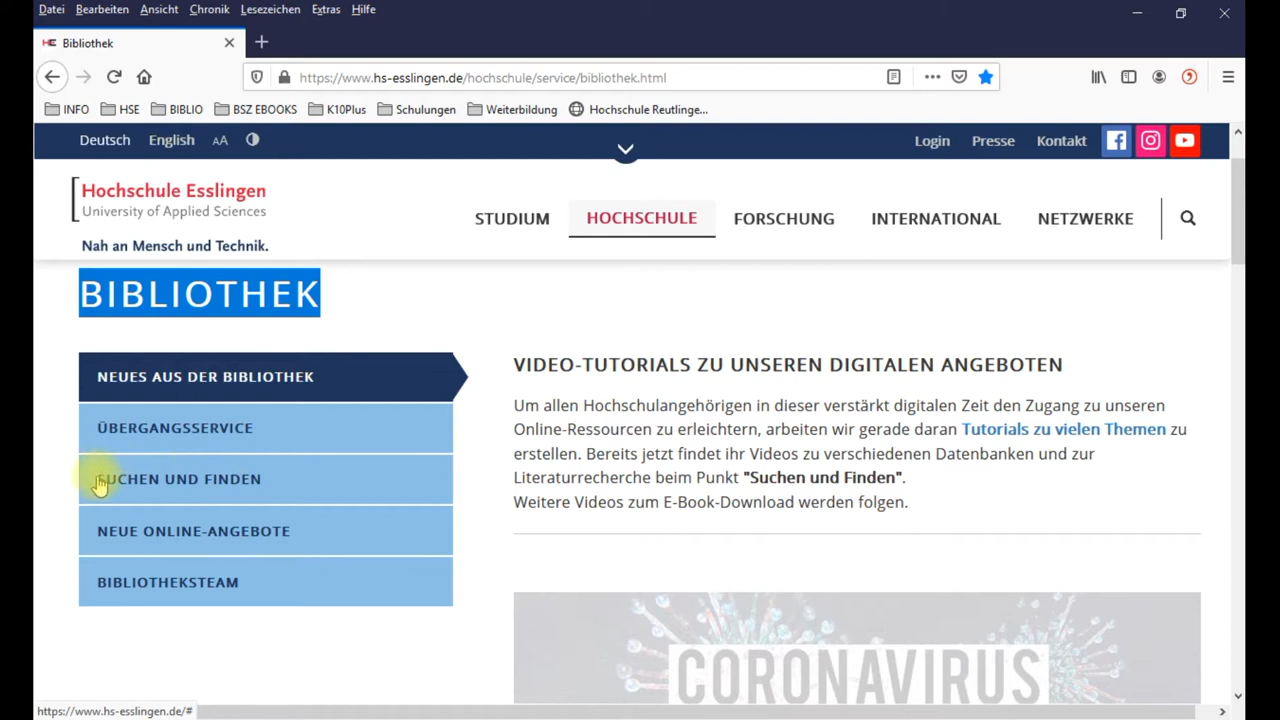 Datei Bearbeiten Ansicht Chronik Lesezeichen Extras Hilfe
Bibliothek
https://www.hs-esslingen.de/hochschule/service/bibliothek.html
INFO HSE BIBLIO BSZ EBOOKS K10Plus Schulungen Weiterbildung Hochschule Reutlinge...
Deutsch English AA Login Presse Kontakt
Hochschule Esslingen
University of Applied Sciences
Nah an Mensch und Technik.
STUDIUM HOCHSCHULE FORSCHUNG INTERNATIONAL NETZWERKE
BIBLIOTHEK
NEUES AUS DER BIBLIOTHEK
ÜBERGANGSSERVICE
SUCHEN UND FINDEN
NEUE ONLINE-ANGEBOTE
BIBLIOTHEKSTEAM
VIDEO-TUTORIALS ZU UNSEREN DIGITALEN ANGEBOTEN
Um allen Hochschulangehörigen in dieser verstärkt digitalen Zeit den Zugang zu unseren
Online-Ressourcen zu erleichtern, arbeiten wir gerade daran Tutorials zu vielen Themen zu
erstellen. Bereits jetzt findet ihr Videos zu verschiedenen Datenbanken und zur
Literaturrecherche beim Punkt "Suchen und Finden".
Weitere Videos zum E-Book-Download werden folgen.
CORONAVIRUS
https://www.hs-esslingen.de/#